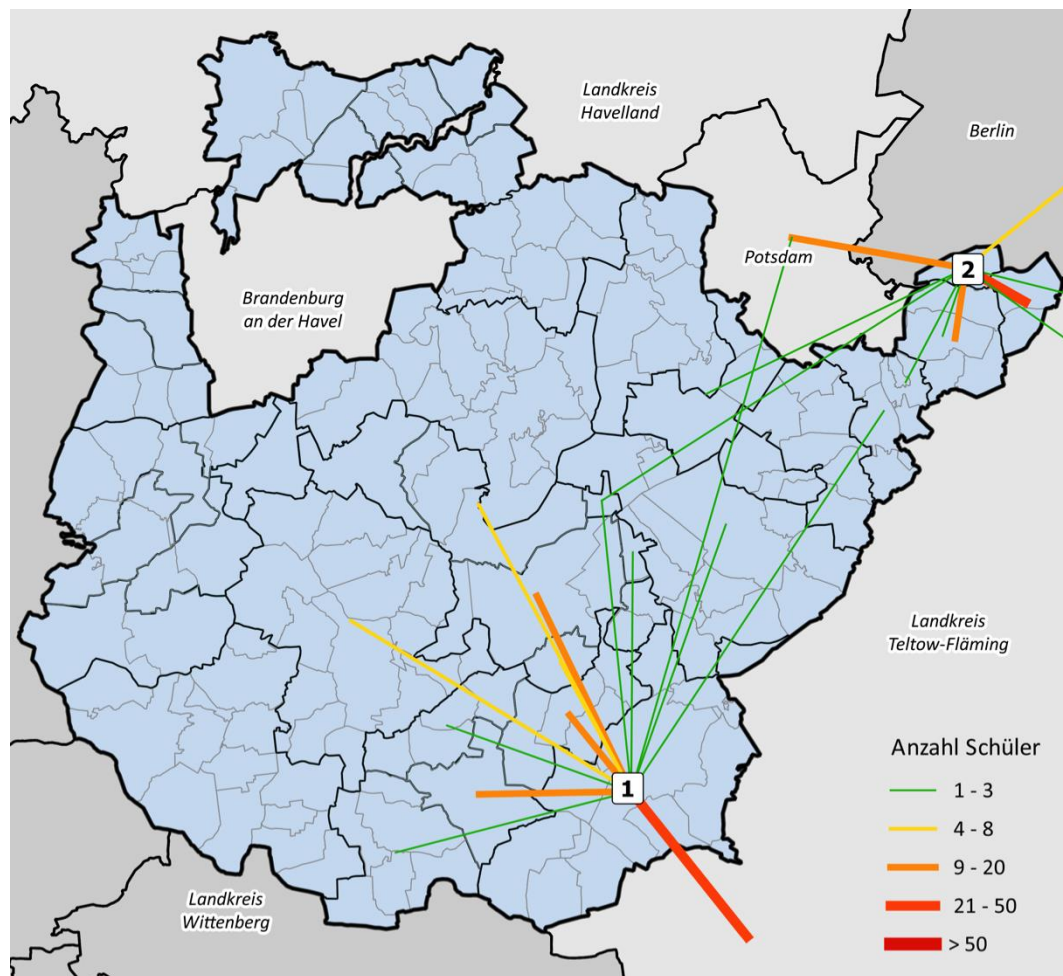 Landkreis
Havelland
Berlin
Potsdam
2
Brandenburg
an der Havel
Landkreis
Teltow-Fläming
Anzahl Schüler
1 - 3
4 - 8
9 - 20
21 - 50
> 50
1
Landkreis
Wittenberg